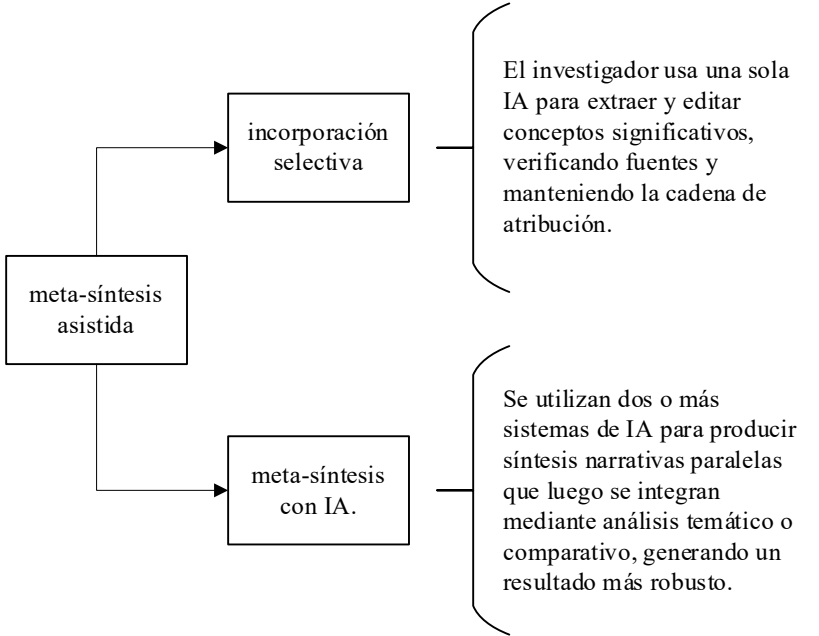 meta-síntesis
asistida
incorporación
selectiva
El investigador usa una sola
IA para extraer y editar
conceptos significativos,
verificando fuentes y
manteniendo la cadena de
atribución.
meta-síntesis
con IA.
Se utilizan dos o más
sistemas de IA para producir
síntesis narrativas paralelas
que luego se integran
mediante análisis temático o
comparativo, generando un
resultado más robusto.